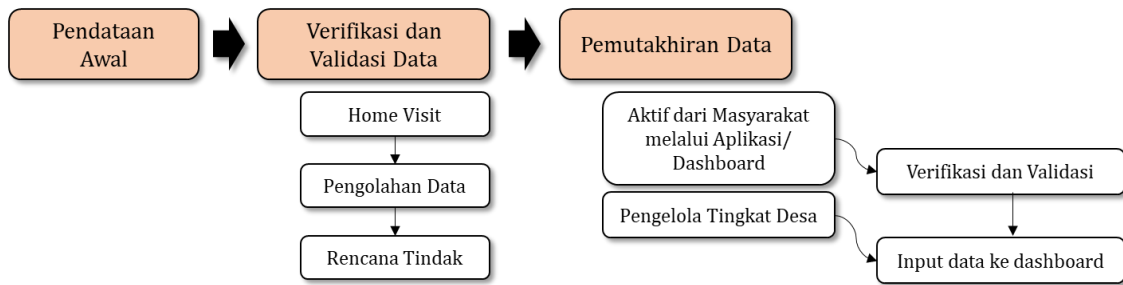 Pendataan
Awal
Verifikasi dan
Validasi Data
Pemutakhiran Data
Home Visit
Pengolahan Data
Rencana Tindak
Aktif dari Masyarakat
melalui Aplikasi/
Dashboard
Pengelola Tingkat Desa
Verifikasi dan Validasi
Input data ke dashboard